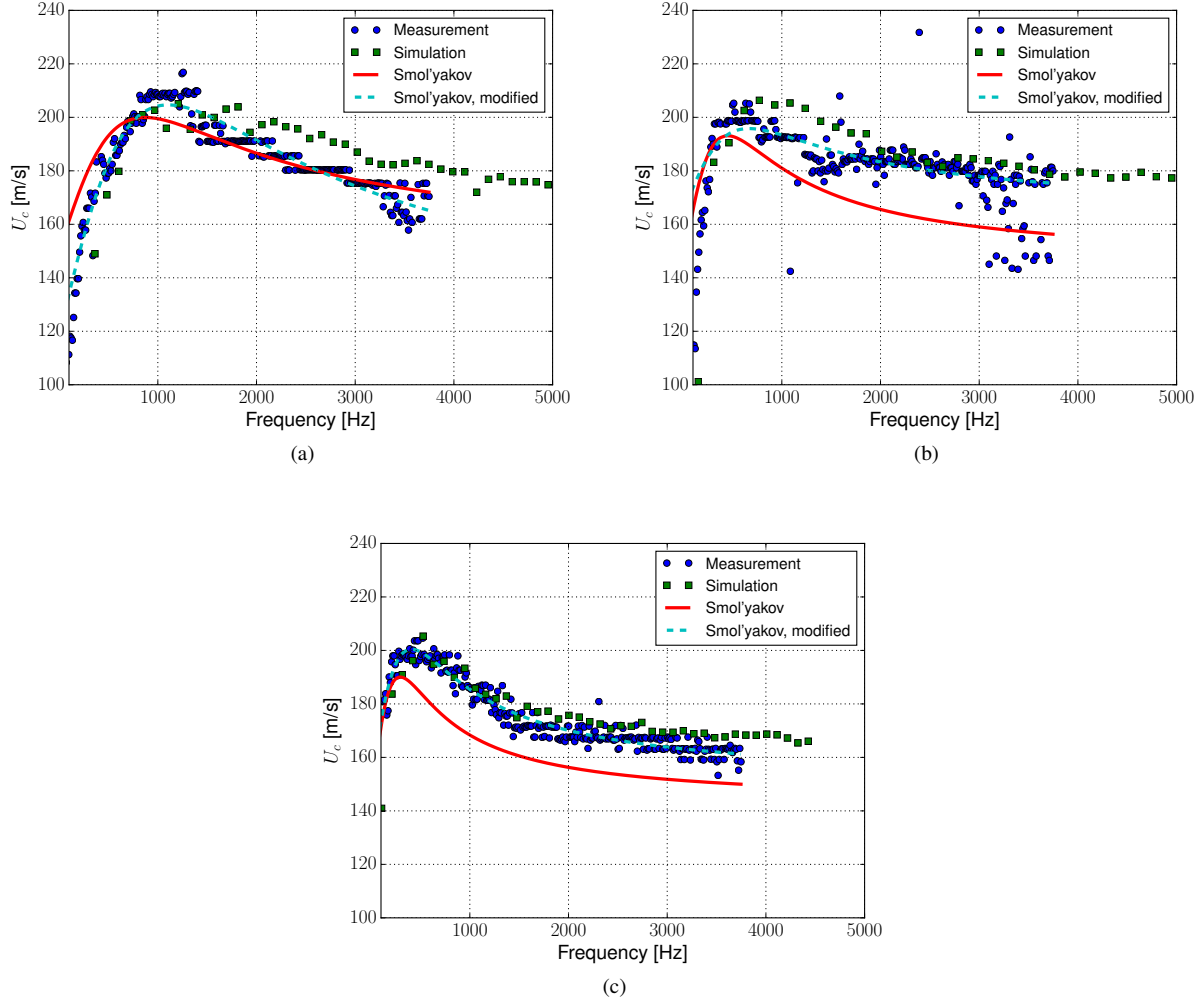 240
220
200
180
160
140
120
100
U_c [m/s]
1000 2000 3000 4000 5000
Frequency [Hz]
Measurement
Simulation
Smol'yakov
Smol'yakov, modified
(a)
240
220
200
180
160
140
120
100
U_c [m/s]
1000 2000 3000 4000 5000
Frequency [Hz]
Measurement
Simulation
Smol'yakov
Smol'yakov, modified
(b)
240
220
200
180
160
140
120
100
U_c [m/s]
1000 2000 3000 4000 5000
Frequency [Hz]
Measurement
Simulation
Smol'yakov
Smol'yakov, modified
(c)